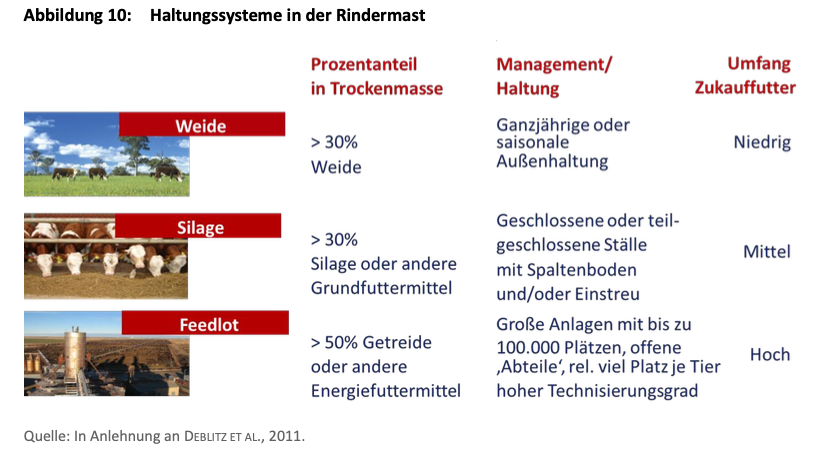 Abbildung 10: Haltungssysteme in der Rindermast
Prozentanteil
in Trockenmasse
Management/
Haltung
Umfang
Zukauffutter
Weide
> 30%
Weide
Ganzjährige oder
saisonale
Außenhaltung
Niedrig
Silage
> 30%
Silage oder andere
Grundfuttermittel
Geschlossene oder teil-
geschlossene Ställe
mit Spaltenboden
und/oder Einstreu
Mittel
Feedlot
> 50% Getreide
oder andere
Energiefuttermittel
Große Anlagen mit bis zu
100.000 Plätzen, offene
‚Abteile‘, rel. viel Platz je Tier
hoher Technisierungsgrad
Hoch
Quelle: In Anlehnung an DEBLITZ ET AL., 2011.